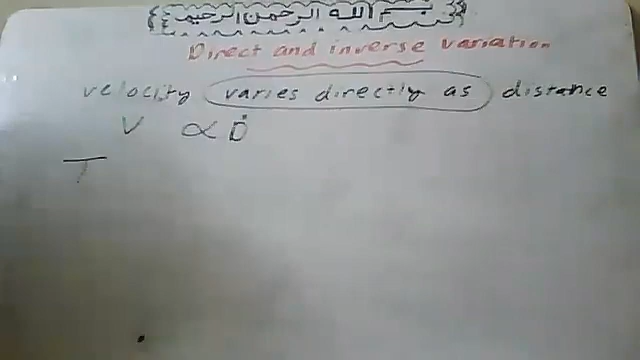 بسم الله الرحمن الرحيم
Direct and inverse variation
velocity varies directly as distance
V ∝ D
T